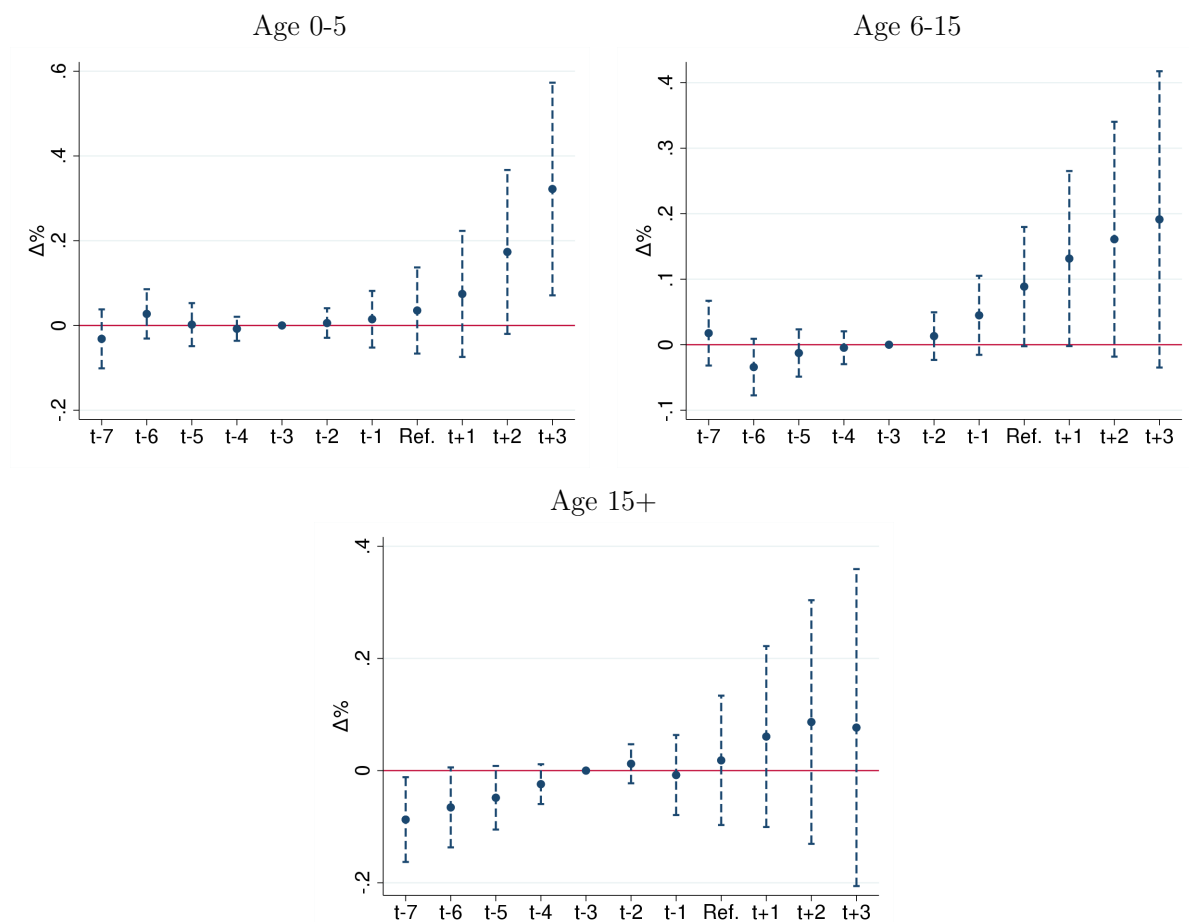 Age 0-5
Age 6-15
.6
.4
.2
0
-.2
Δ%
t-7 t-6 t-5 t-4 t-3 t-2 t-1 Ref. t+1 t+2 t+3
.4
.3
.2
.1
0
-.1
Δ%
t-7 t-6 t-5 t-4 t-3 t-2 t-1 Ref. t+1 t+2 t+3
Age 15+
.4
.2
0
-.2
Δ%
t-7 t-6 t-5 t-4 t-3 t-2 t-1 Ref. t+1 t+2 t+3